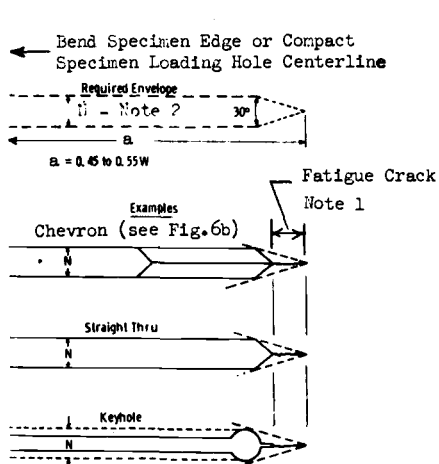 Bend Specimen Edge or Compact
Specimen Loading Hole Centerline
Required Envelope
N - Note 2
30°
a
a = 0.45 to 0.55W
Fatigue Crack
Note 1
Examples
Chevron (see Fig.6b)
N
Straight Thru
N
Keyhole
N